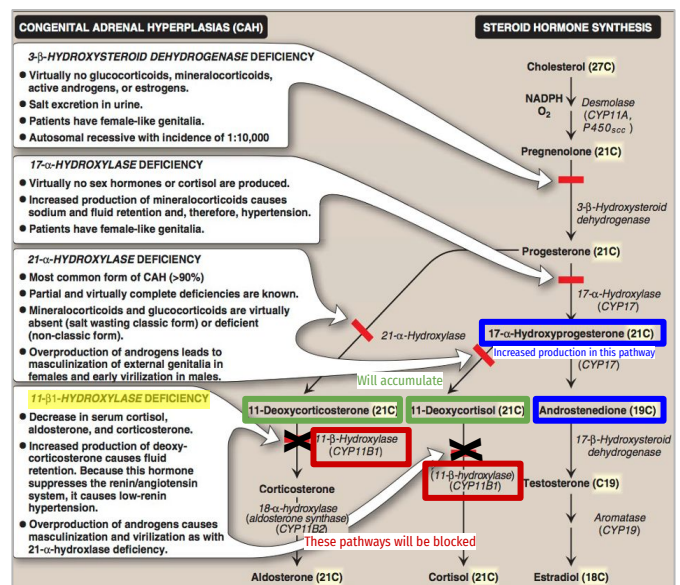 CONGENITAL ADRENAL HYPERPLASIAS (CAH)
3-β-HYDROXYSTEROID DEHYDROGENASE DEFICIENCY
● Virtually no glucocorticoids, mineralocorticoids,
active androgens, or estrogens.
● Salt excretion in urine.
● Patients have female-like genitalia.
● Autosomal recessive with incidence of 1:10,000
17-α-HYDROXYLASE DEFICIENCY
● Virtually no sex hormones or cortisol are produced.
● Increased production of mineralocorticoids causes
sodium and fluid retention and, therefore, hypertension.
● Patients have female-like genitalia.
21-α-HYDROXYLASE DEFICIENCY
● Most common form of CAH (>90%)
● Partial and virtually complete deficiencies are known.
● Mineralocorticoids and glucocorticoids are virtually
absent (salt wasting classic form) or deficient
(non-classic form).
● Overproduction of androgens leads to
masculinization of external genitalia in
females and early virilization in males.
11-β1-HYDROXYLASE DEFICIENCY
● Decrease in serum cortisol,
aldosterone, and corticosterone.
● Increased production of deoxy-
corticosterone causes fluid
retention. Because this hormone
suppresses the renin/angiotensin
system, it causes low-renin
hypertension.
● Overproduction of androgens causes
masculinization and virilization as with
21-α-hydroxlase deficiency.
STEROID HORMONE SYNTHESIS
Cholesterol (27C)
NADPH
O2
Desmolase
(CYP11A,
P450scc)
Pregnenolone (21C)
3-β-Hydroxysteroid
dehydrogenase
Progesterone (21C)
17-α-Hydroxylase
(CYP17)
21-α-Hydroxylase
17-α-Hydroxyprogesterone (21C)
Increased production in this pathway
(CYP17)
Will accumulate
11-Deoxycorticosterone (21C)
11-Deoxycortisol (21C)
Androstenedione (19C)
11-β-Hydroxylase
(CYP11B1)
(11-β-hydroxylase)
(CYP11B1)
17-β-Hydroxysteroid
dehydrogenase
Corticosterone
Testosterone (C19)
18-α-hydroxylase
(aldosterone synthase)
(CYP11B2)
Aromatase
(CYP19)
These pathways will be blocked
Aldosterone (21C)
Cortisol (21C)
Estradiol (18C)